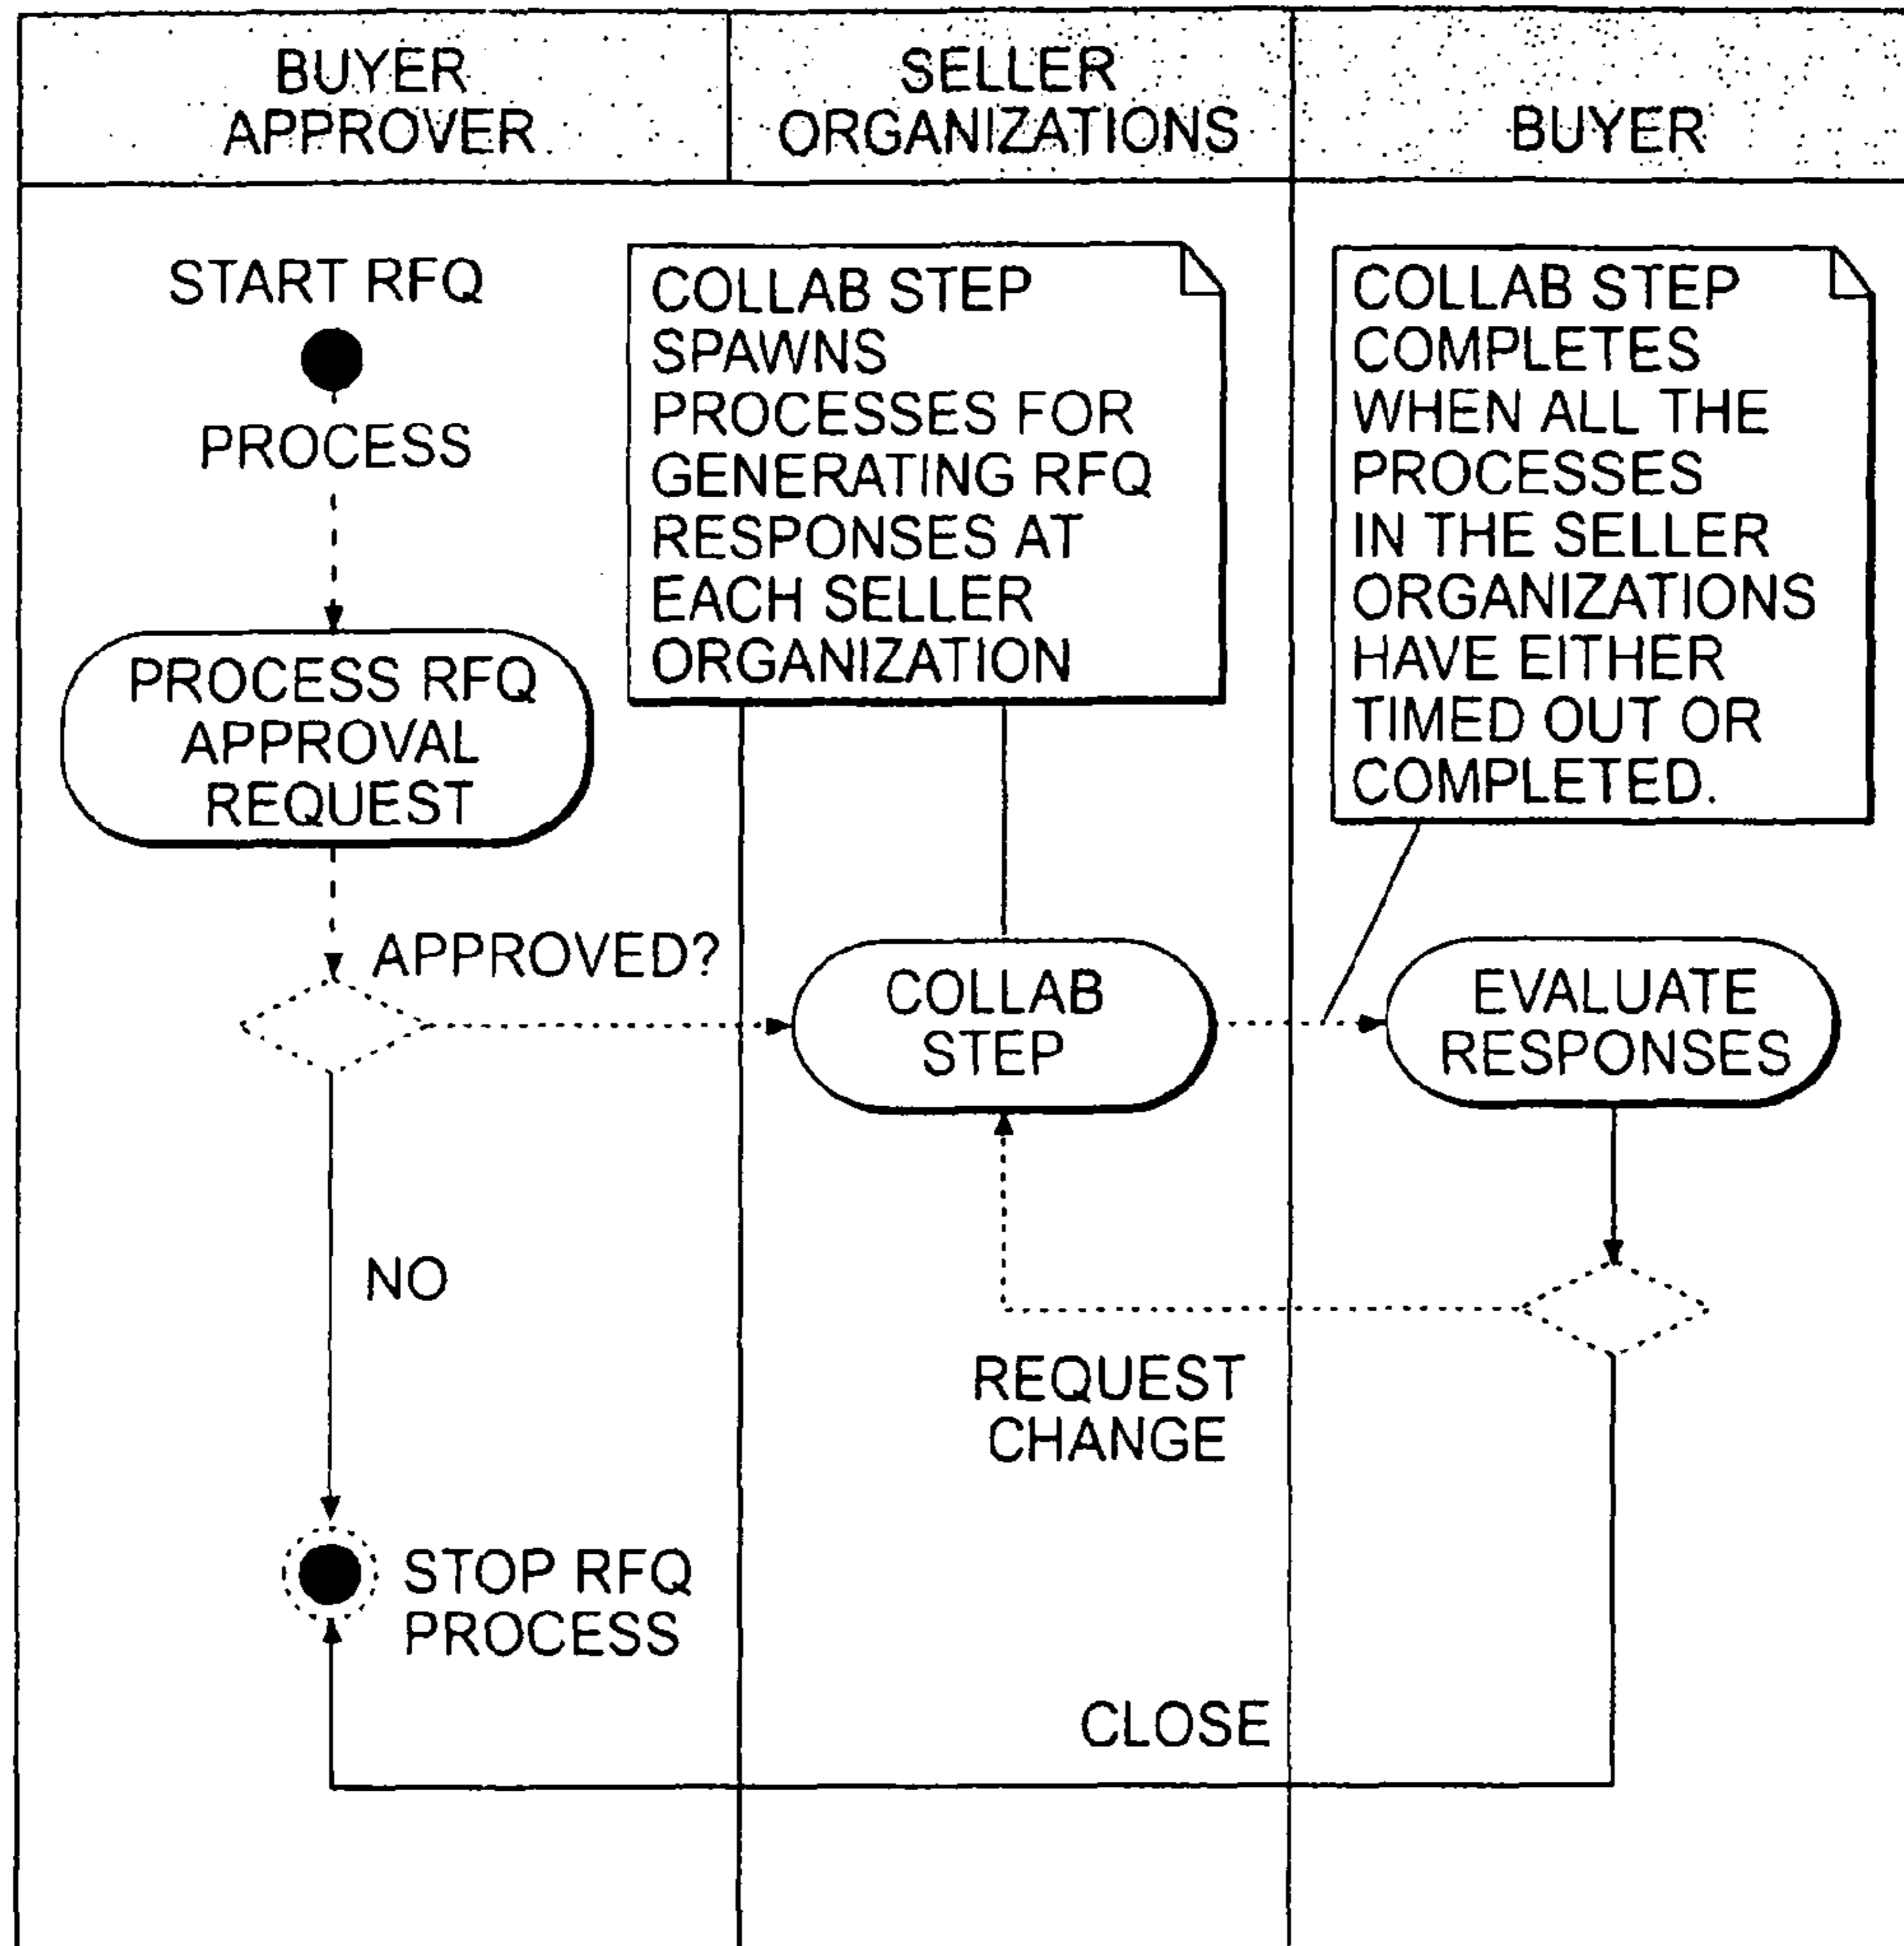 BUYER
APPROVER
SELLER
ORGANIZATIONS
BUYER
START RFQ
PROCESS
COLLAB STEP
SPAWNS
PROCESSES FOR
GENERATING RFQ
RESPONSES AT
EACH SELLER
ORGANIZATION
COLLAB STEP
COMPLETES
WHEN ALL THE
PROCESSES
IN THE SELLER
ORGANIZATIONS
HAVE EITHER
TIMED OUT OR
COMPLETED.
PROCESS RFQ
APPROVAL
REQUEST
APPROVED?
COLLAB
STEP
EVALUATE
RESPONSES
NO
REQUEST
CHANGE
STOP RFQ
PROCESS
CLOSE